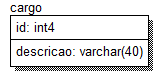 cargo
id: int4
descricao: varchar(40)